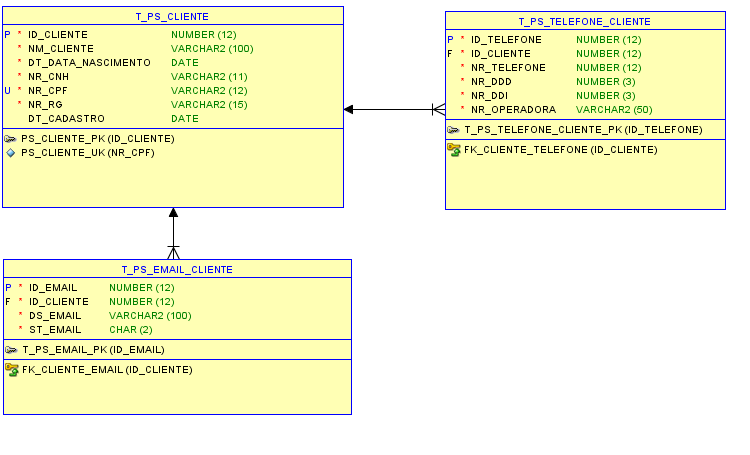 T_PS_CLIENTE
P * ID_CLIENTE NUMBER (12)
* NM_CLIENTE VARCHAR2 (100)
* DT_DATA_NASCIMENTO DATE
* NR_CNH VARCHAR2 (11)
U * NR_CPF VARCHAR2 (12)
* NR_RG VARCHAR2 (15)
DT_CADASTRO DATE
PS_CLIENTE_PK (ID_CLIENTE)
PS_CLIENTE_UK (NR_CPF)
T_PS_TELEFONE_CLIENTE
P * ID_TELEFONE NUMBER (12)
F * ID_CLIENTE NUMBER (12)
* NR_TELEFONE NUMBER (12)
* NR_DDD NUMBER (3)
* NR_DDI NUMBER (3)
* NR_OPERADORA VARCHAR2 (50)
T_PS_TELEFONE_CLIENTE_PK (ID_TELEFONE)
FK_CLIENTE_TELEFONE (ID_CLIENTE)
T_PS_EMAIL_CLIENTE
P * ID_EMAIL NUMBER (12)
F * ID_CLIENTE NUMBER (12)
* DS_EMAIL VARCHAR2 (100)
* ST_EMAIL CHAR (2)
T_PS_EMAIL_PK (ID_EMAIL)
FK_CLIENTE_EMAIL (ID_CLIENTE)